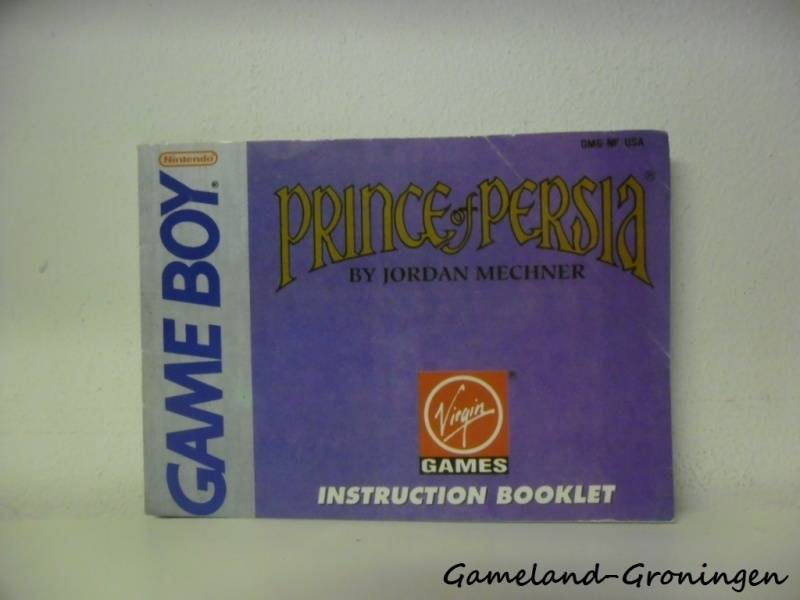 DMG-NF-USA
Nintendo®
GAME BOY
PRINCE of PERSIA®
BY JORDAN MECHNER
Virgin®
GAMES
INSTRUCTION BOOKLET
Gameland-Groningen